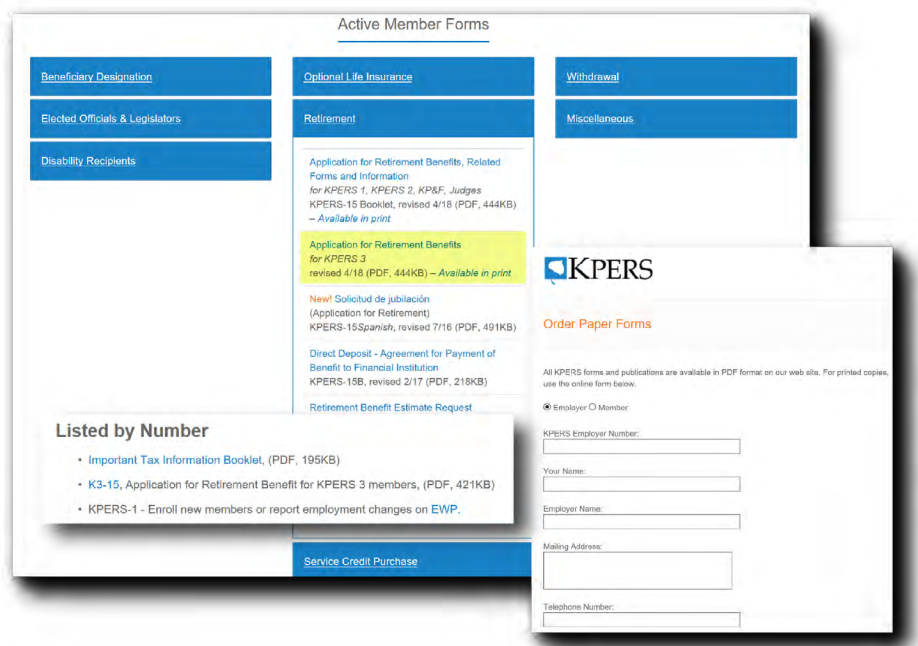 Active Member Forms
Beneficiary Designation
Elected Officials & Legislators
Disability Recipients
Optional Life Insurance
Retirement
Application for Retirement Benefits, Related
Forms and Information
for KPERS 1, KPERS 2, KP&F, Judges
KPERS-15 Booklet, revised 4/18 (PDF, 444KB)
– Available in print
Application for Retirement Benefits
for KPERS 3
revised 4/18 (PDF, 444KB) – Available in print
New! Solicitud de jubilación
(Application for Retirement)
KPERS-15Spanish, revised 7/16 (PDF, 491KB)
Direct Deposit - Agreement for Payment of
Benefit to Financial Institution
KPERS-15B, revised 2/17 (PDF, 218KB)
Retirement Benefit Estimate Request
Service Credit Purchase
Withdrawal
Miscellaneous
Listed by Number
• Important Tax Information Booklet, (PDF, 195KB)
• K3-15, Application for Retirement Benefit for KPERS 3 members, (PDF, 421KB)
• KPERS-1 - Enroll new members or report employment changes on EWP.
KPERS
Order Paper Forms
All KPERS forms and publications are available in PDF format on our web site. For printed copies,
use the online form below.
Employer Member
KPERS Employer Number:
Your Name:
Employer Name:
Mailing Address:
Telephone Number: